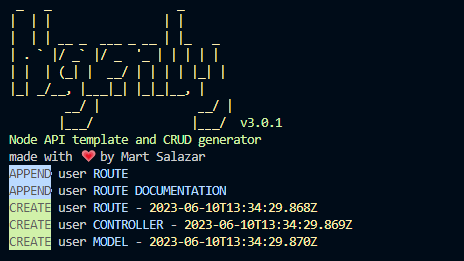 v3.0.1
Node API template and CRUD generator
made with ❤ by Mart Salazar
APPEND user ROUTE
APPEND user ROUTE DOCUMENTATION
CREATE user ROUTE - 2023-06-10T13:34:29.868Z
CREATE user CONTROLLER - 2023-06-10T13:34:29.869Z
CREATE user MODEL - 2023-06-10T13:34:29.870Z